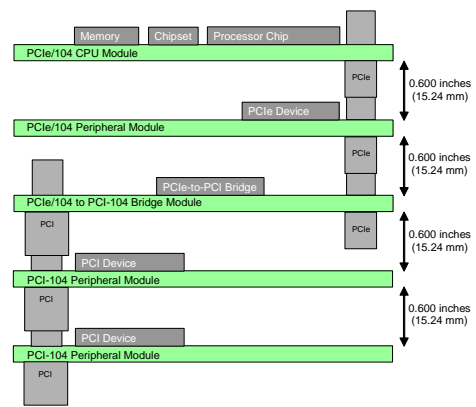 Memory
Chipset
Processor Chip
PCIe/104 CPU Module
PCIe
0.600 inches
(15.24 mm)
PCIe Device
PCIe/104 Peripheral Module
PCIe
0.600 inches
(15.24 mm)
PCIe-to-PCI Bridge
PCIe/104 to PCI-104 Bridge Module
PCI
PCIe
0.600 inches
(15.24 mm)
PCI Device
PCI-104 Peripheral Module
PCI
0.600 inches
(15.24 mm)
PCI Device
PCI-104 Peripheral Module
PCI